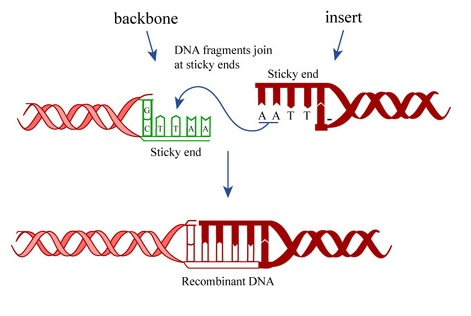 backbone
insert
DNA fragments join
at sticky ends
Sticky end
G
C T T A A
A A T T
Sticky end
Recombinant DNA